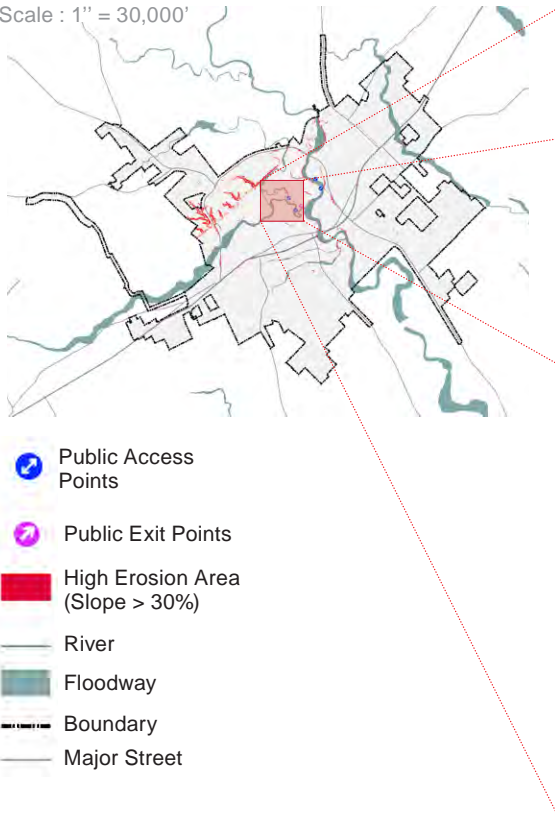 Scale : 1'' = 30,000’
Public Access
Points
Public Exit Points
High Erosion Area
(Slope > 30%)
River
Floodway
Boundary
Major Street